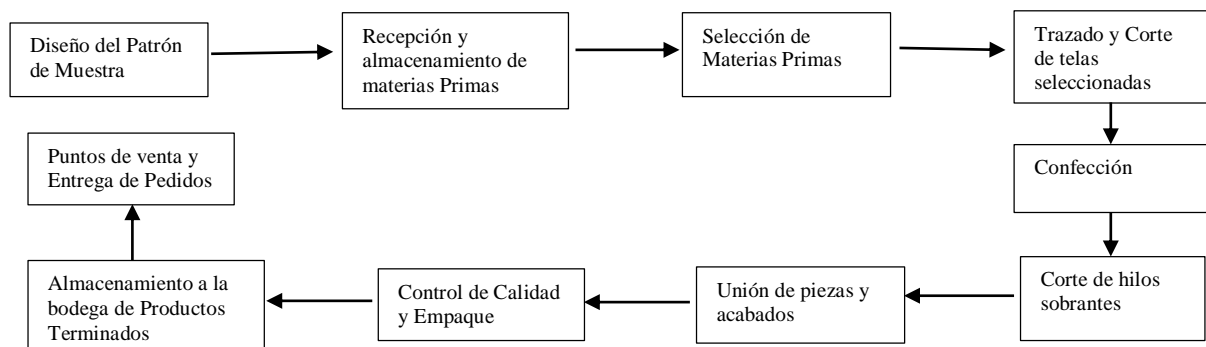 Diseño del Patrón
de Muestra
Recepción y
almacenamiento de
materias Primas
Selección de
Materias Primas
Trazado y Corte
de telas
seleccionadas
Confección
Corte de hilos
sobrantes
Unión de piezas y
acabados
Control de Calidad
y Empaque
Almacenamiento a la
bodega de Productos
Terminados
Puntos de venta y
Entrega de Pedidos